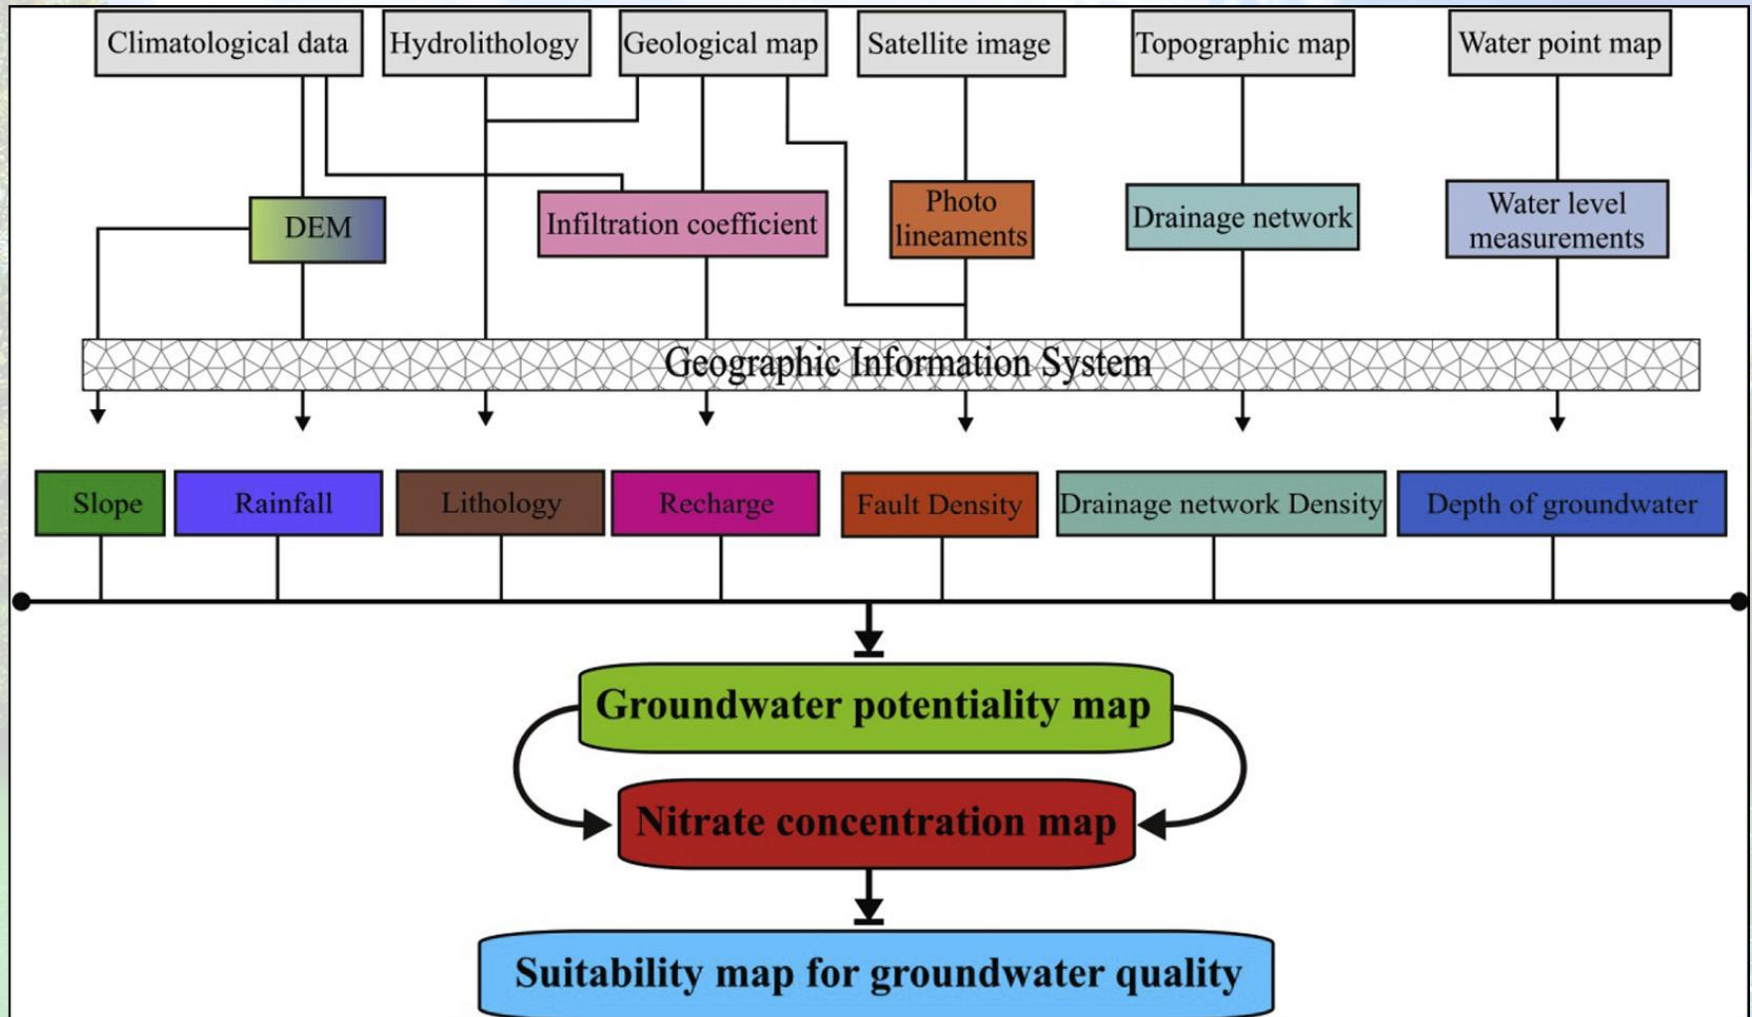 Climatological data
Hydrolithology
Geological map
Satellite image
Topographic map
Water point map
DEM
Infiltration coefficient
Photo
lineaments
Drainage network
Water level
measurements
Geographic Information System
Slope
Rainfall
Lithology
Recharge
Fault Density
Drainage network Density
Depth of groundwater
Groundwater potentiality map
Nitrate concentration map
Suitability map for groundwater quality